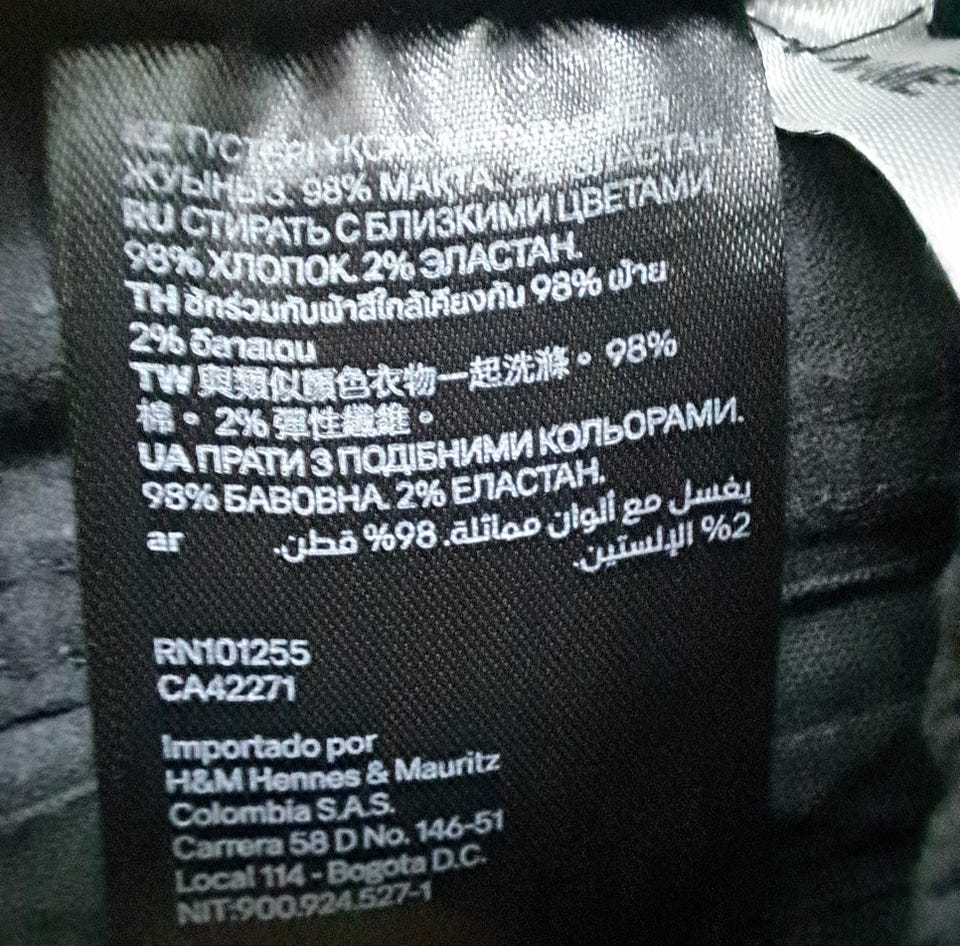 KZ ТҮСТЕРІ ҰҚСАС
ЖУЫҢЫЗ. 98% МАҚТА. 2% ЭЛАСТАН
RU СТИРАТЬ С БЛИЗКИМИ ЦВЕТАМИ
98% ХЛОПОК. 2% ЭЛАСТАН.
TH ซักร่วมกับผ้าสีใกล้เคียงกัน 98% ฝ้าย
2% อีลาสเตน
TW 與類似顏色衣物一起洗滌。98%
棉。2% 彈性纖維。
UA ПРАТИ З ПОДІБНИМИ КОЛЬОРАМИ.
98% БАВОВНА. 2% ЕЛАСТАН.
ar يغسل مع ألوان مماثلة. 98% قطن.
2% الإلستين.
RN101255
CA42271
Importado por
H&M Hennes & Mauritz
Colombia S.A.S.
Carrera 58 D No. 146-51
Local 114 - Bogota D.C.
NIT:900.924.527-1